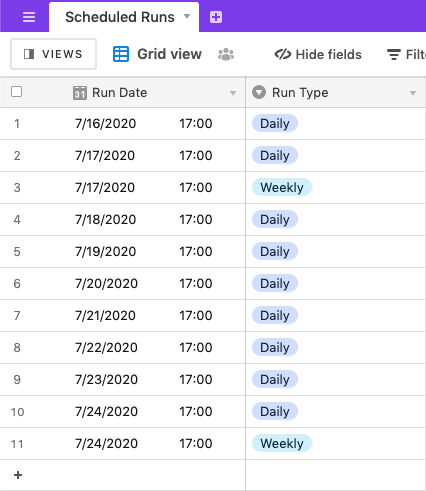 Scheduled Runs
VIEWS Grid view Hide fields Filte
31 Run Date Run Type
1 7/16/2020 17:00 Daily
2 7/17/2020 17:00 Daily
3 7/17/2020 17:00 Weekly
4 7/18/2020 17:00 Daily
5 7/19/2020 17:00 Daily
6 7/20/2020 17:00 Daily
7 7/21/2020 17:00 Daily
8 7/22/2020 17:00 Daily
9 7/23/2020 17:00 Daily
10 7/24/2020 17:00 Daily
11 7/24/2020 17:00 Weekly
+